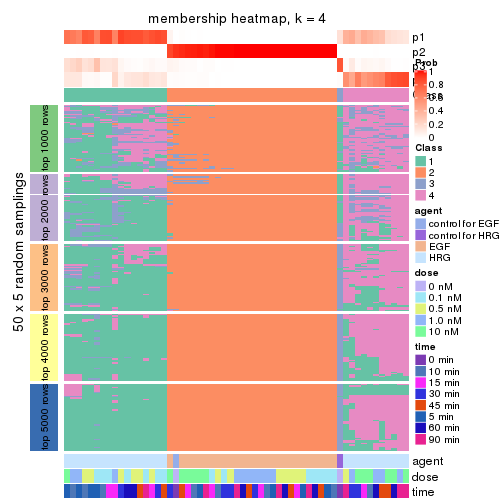 membership heatmap, k = 4
p1
p2
p3
Prob
1
0.8
0.6
0.4
0.2
0
Class
1
2
3
4
agent
control for EGF
control for HRG
EGF
HRG
dose
0 nM
0.1 nM
0.5 nM
1.0 nM
10 nM
time
0 min
10 min
15 min
30 min
45 min
5 min
60 min
90 min
50 x 5 random samplings
top 1000 rows
top 2000 rows
top 3000 rows
top 4000 rows
top 5000 rows
agent
dose
time